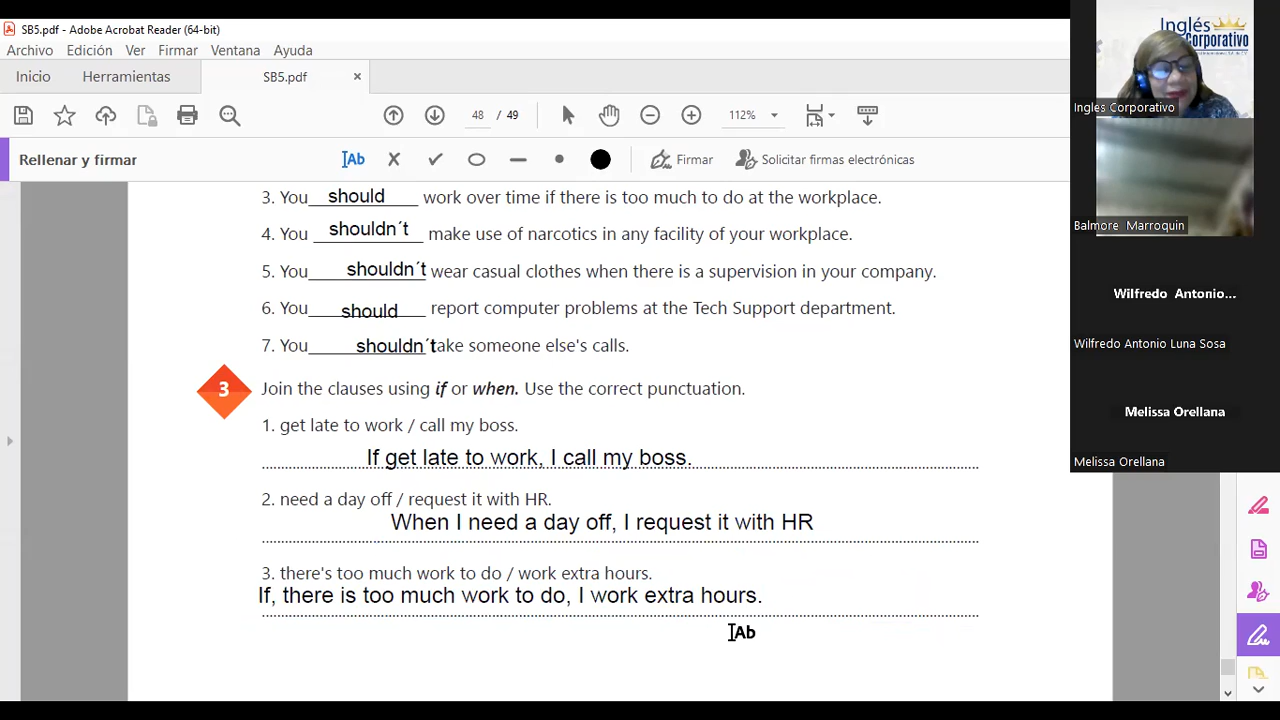 SB5.pdf - Adobe Acrobat Reader (64-bit)
Archivo Edición Ver Firmar Ventana Ayuda
Inicio Herramientas SB5.pdf ×
48 / 49 112%
Rellenar y firmar Ab Firmar Solicitar firmas electrónicas
3. You should work over time if there is too much to do at the workplace.
4. You shouldn´t make use of narcotics in any facility of your workplace.
5. You shouldn´t wear casual clothes when there is a supervision in your company.
6. You should report computer problems at the Tech Support department.
7. You shouldn´take someone else's calls.
3 Join the clauses using if or when. Use the correct punctuation.
1. get late to work / call my boss.
If get late to work, I call my boss.
2. need a day off / request it with HR.
When I need a day off, I request it with HR
3. there's too much work to do / work extra hours.
If, there is too much work to do, I work extra hours.
Ab
Inglés
Corporativo
Ingles Corporativo
Balmore Marroquin
Wilfredo Antonio...
Wilfredo Antonio Luna Sosa
Melissa Orellana
Melissa Orellana